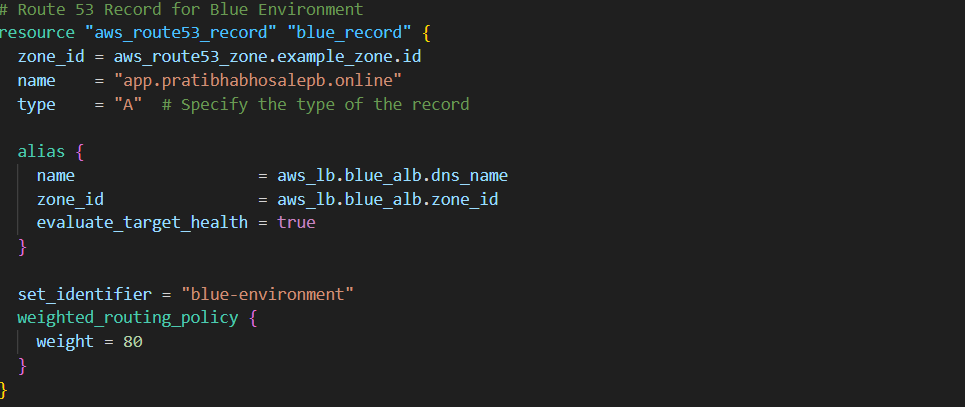 # Route 53 Record for Blue Environment
resource "aws_route53_record" "blue_record" {
  zone_id = aws_route53_zone.example_zone.id
  name    = "app.pratibhabhosalepb.online"
  type    = "A"  # Specify the type of the record

  alias {
    name                   = aws_lb.blue_alb.dns_name
    zone_id                = aws_lb.blue_alb.zone_id
    evaluate_target_health = true
  }

  set_identifier = "blue-environment"
  weighted_routing_policy {
    weight = 80
  }
}